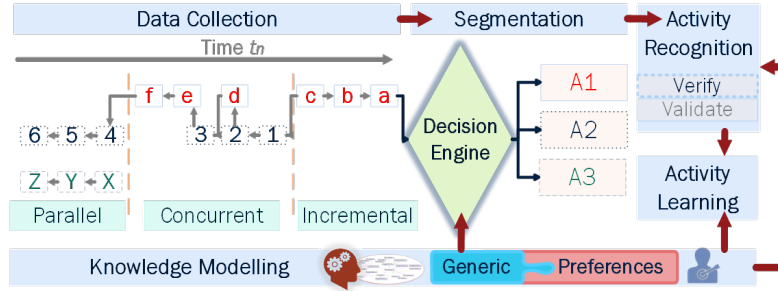 Data Collection
Segmentation
Activity
Recognition
Verify
Validate
Time tn
f e d c b a
6 5 4 3 2 1
Z Y X
Parallel
Concurrent
Incremental
Decision
Engine
A1
A2
A3
Activity
Learning
Knowledge Modelling
Generic
Preferences